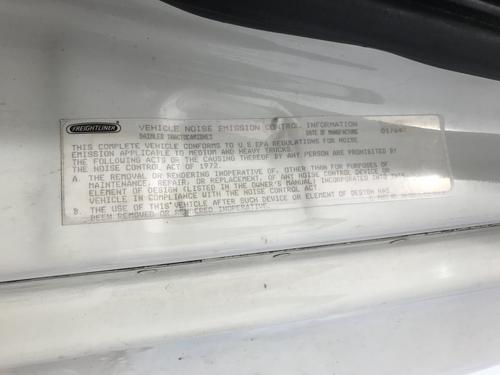 FREIGHTLINER
VEHICLE NOISE EMISSION CONTROL INFORMATION
DAIMLER TRACTOCAMIONES DATE OF MANUFACTURE
THIS COMPLETE VEHICLE CONFORMS TO U.S.EPA REGULATIONS FOR NOISE
EMISSION APPLICABLE TO MEDIUM AND HEAVY TRUCKS.
THE FOLLOWING ACTS OR THE CAUSING THEREOF BY ANY PERSON ARE PROHIBITED BY
THE NOISE CONTROL ACT OF 1972.
A. THE REMOVAL OR RENDERING INOPERATIVE OF, OTHER THAN FOR PURPOSES OF
MAINTENANCE, REPAIR, OR REPLACEMENT, OF ANY NOISE CONTROL DEVICE OR
ELEMENT OF DESIGN (LISTED IN THE OWNER'S MANUAL) INCORPORATED INTO THIS
VEHICLE IN COMPLIANCE WITH THE NOISE CONTROL ACT
B. THE USE OF THIS VEHICLE AFTER SUCH DEVICE OR ELEMENT OF DESIGN HAS
BEEN REMOVED OR RENDERED INOPERATIVE.